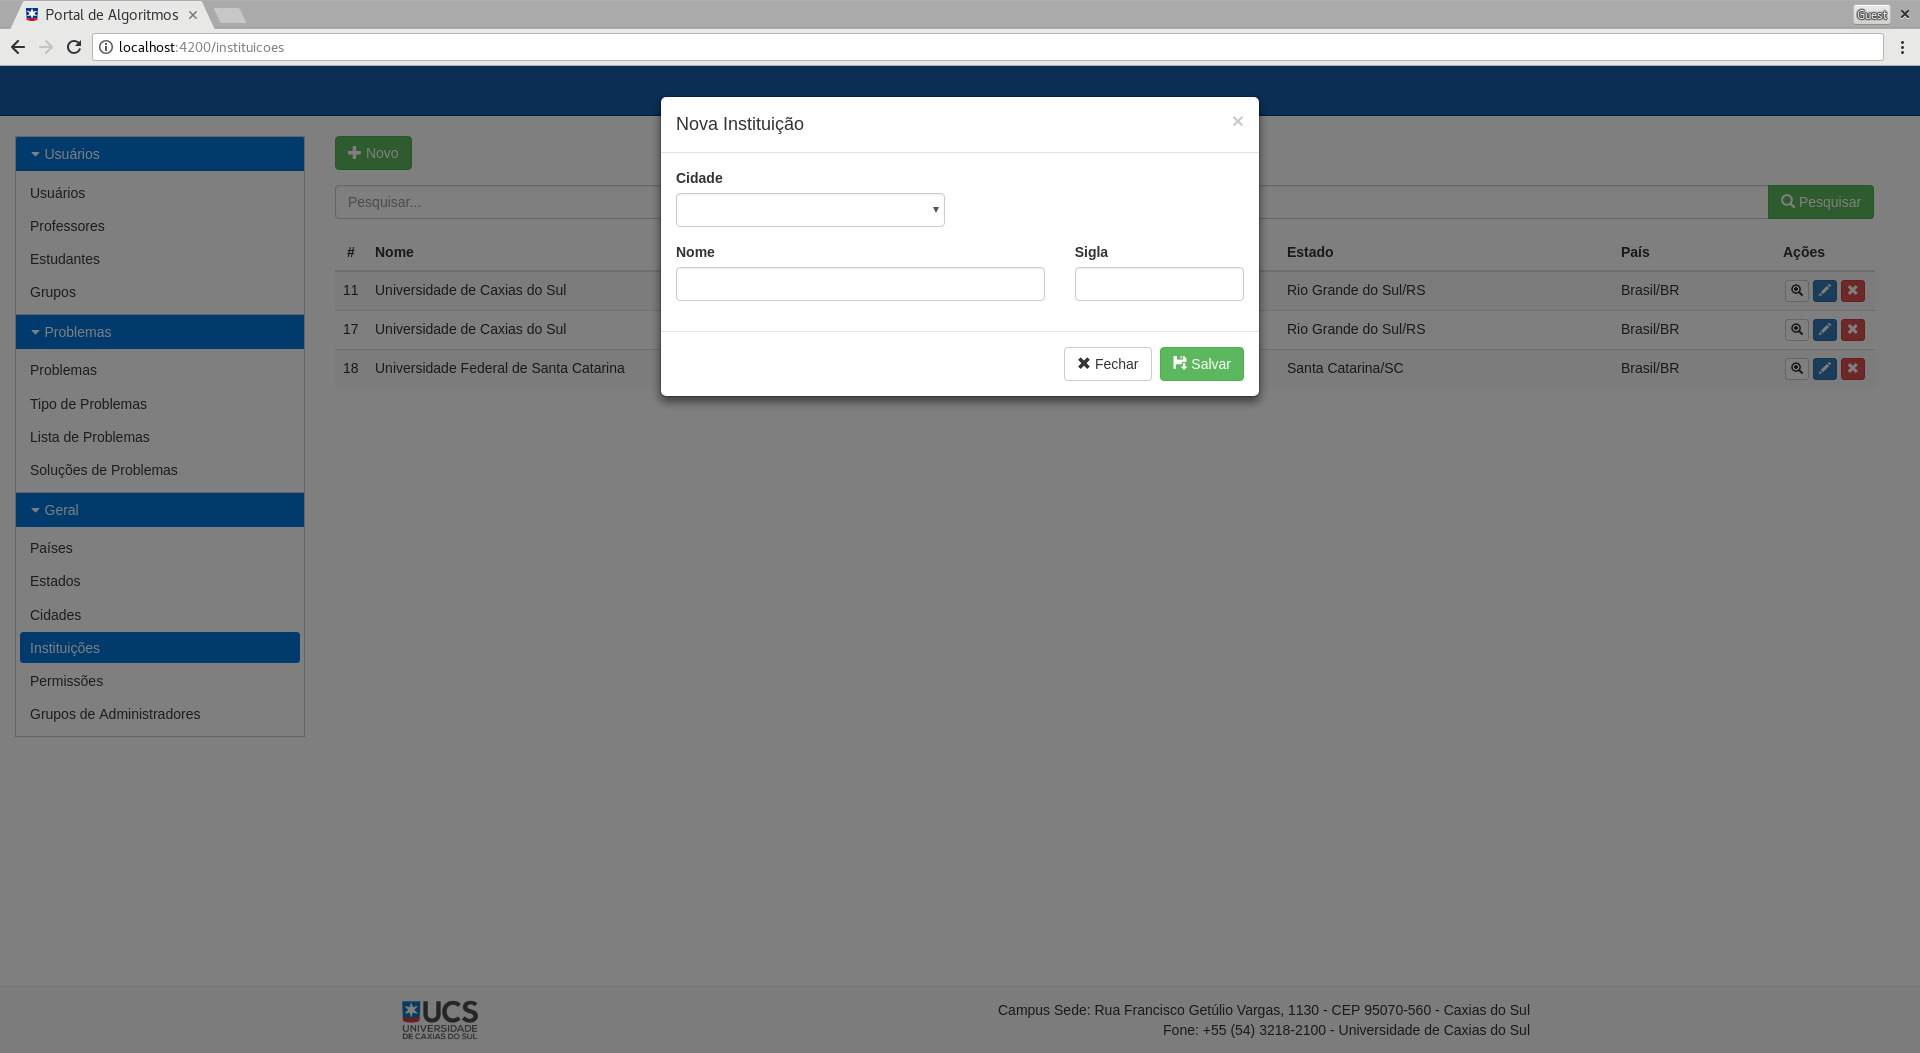 Portal de Algoritmos
Guest
localhost:4200/instituicoes
Nova Instituição
×
Cidade
Nome
Sigla
Fechar
Salvar
Usuários
Usuários
Professores
Estudantes
Grupos
Problemas
Problemas
Tipo de Problemas
Lista de Problemas
Soluções de Problemas
Geral
Países
Estados
Cidades
Instituições
Permissões
Grupos de Administradores
Novo
Pesquisar...
Pesquisar
# Nome Estado País Ações
11 Universidade de Caxias do Sul Rio Grande do Sul/RS Brasil/BR
17 Universidade de Caxias do Sul Rio Grande do Sul/RS Brasil/BR
18 Universidade Federal de Santa Catarina Santa Catarina/SC Brasil/BR
UCS
UNIVERSIDADE
DE CAXIAS DO SUL
Campus Sede: Rua Francisco Getúlio Vargas, 1130 - CEP 95070-560 - Caxias do Sul
Fone: +55 (54) 3218-2100 - Universidade de Caxias do Sul